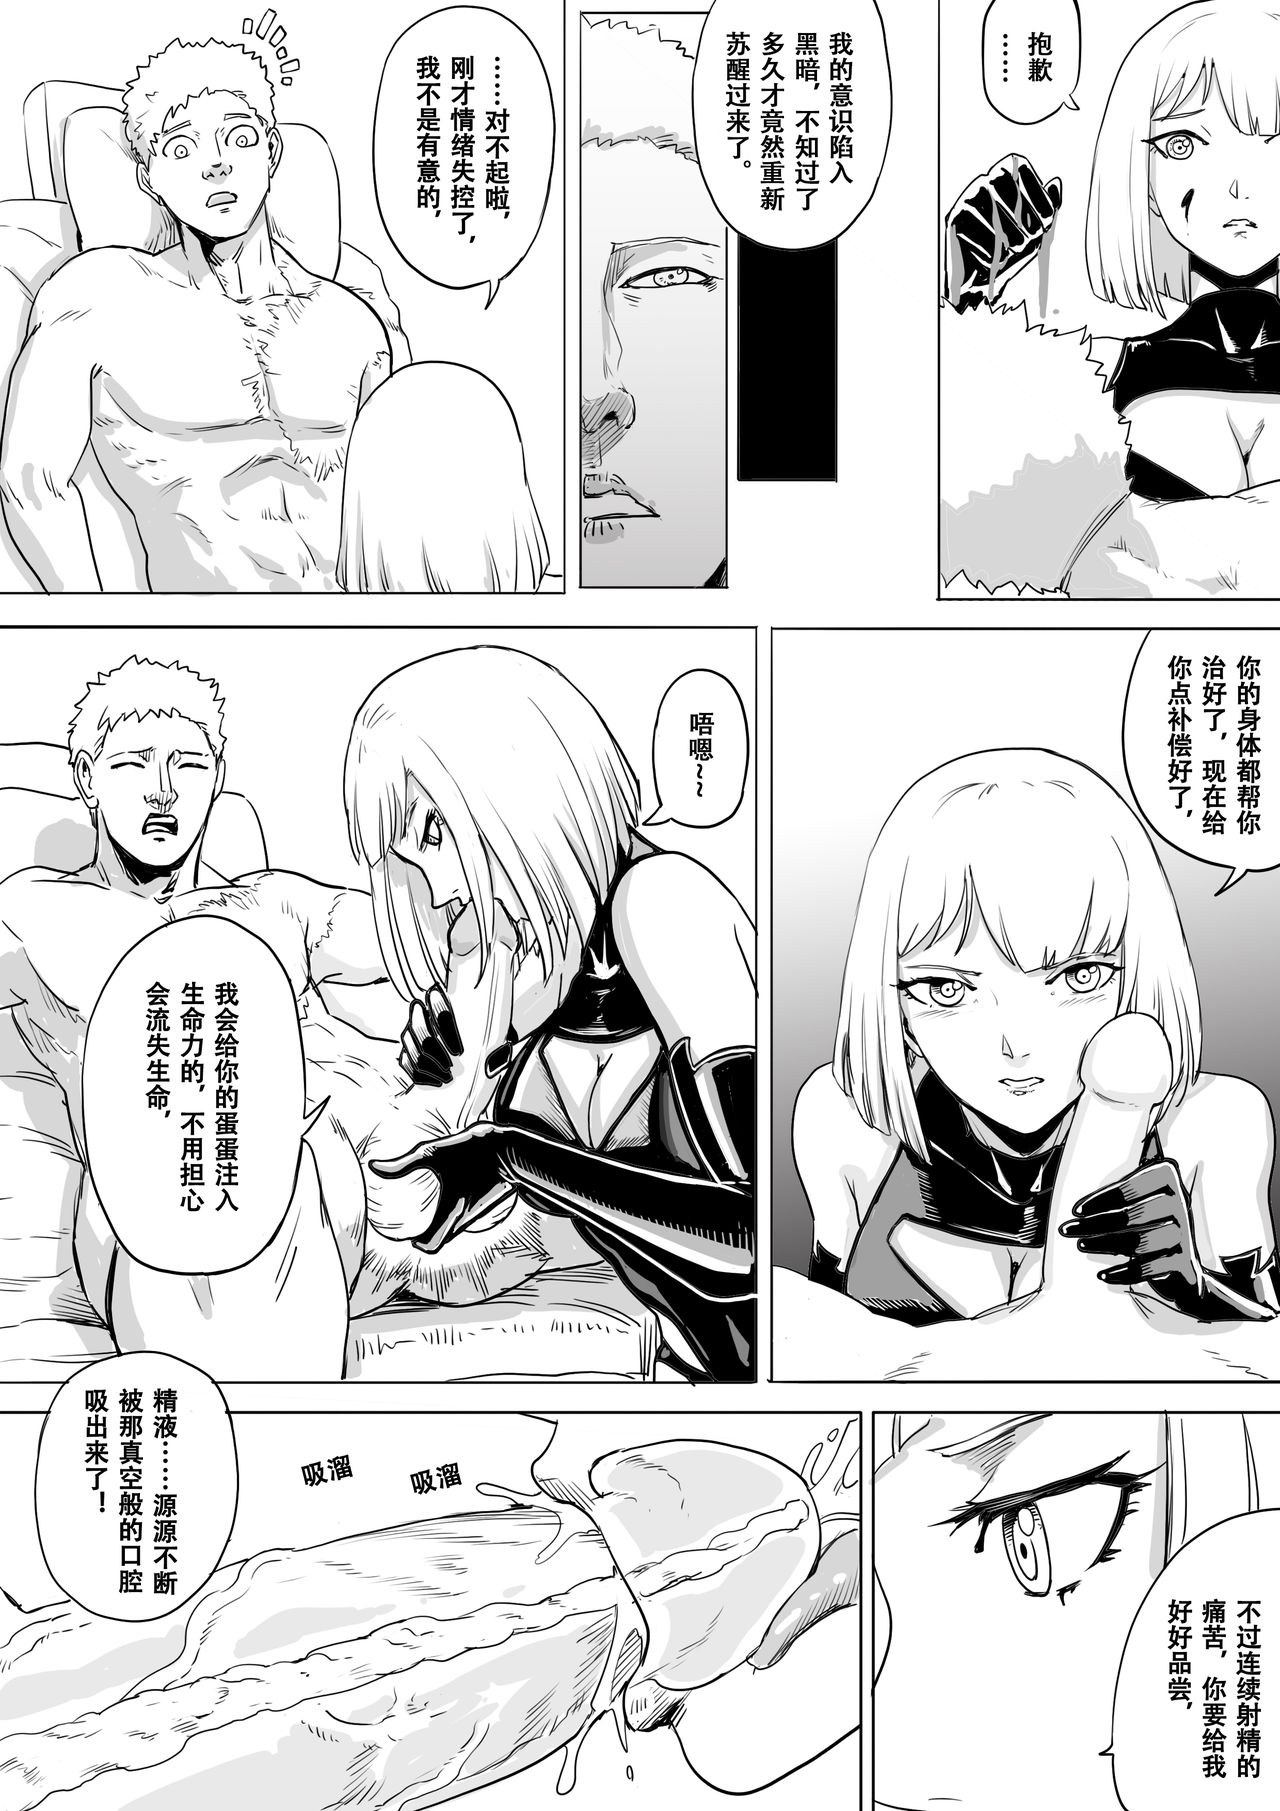 抱歉
……
我的意识陷入
黑暗，不知过了
多久才竟然重新
苏醒过来了。
……对不起啦，
刚才情绪失控了，
我不是有意的，
你的身体都帮你
治好了，现在给
你点补偿好了，
唔嗯~~
我会给你的蛋蛋注入
生命力的，不用担心
会流失生命，
不过连续射精的
痛苦，你要给我
好好品尝，
吸溜
吸溜
精液……源源不断
被那真空般的口腔
吸出来了！